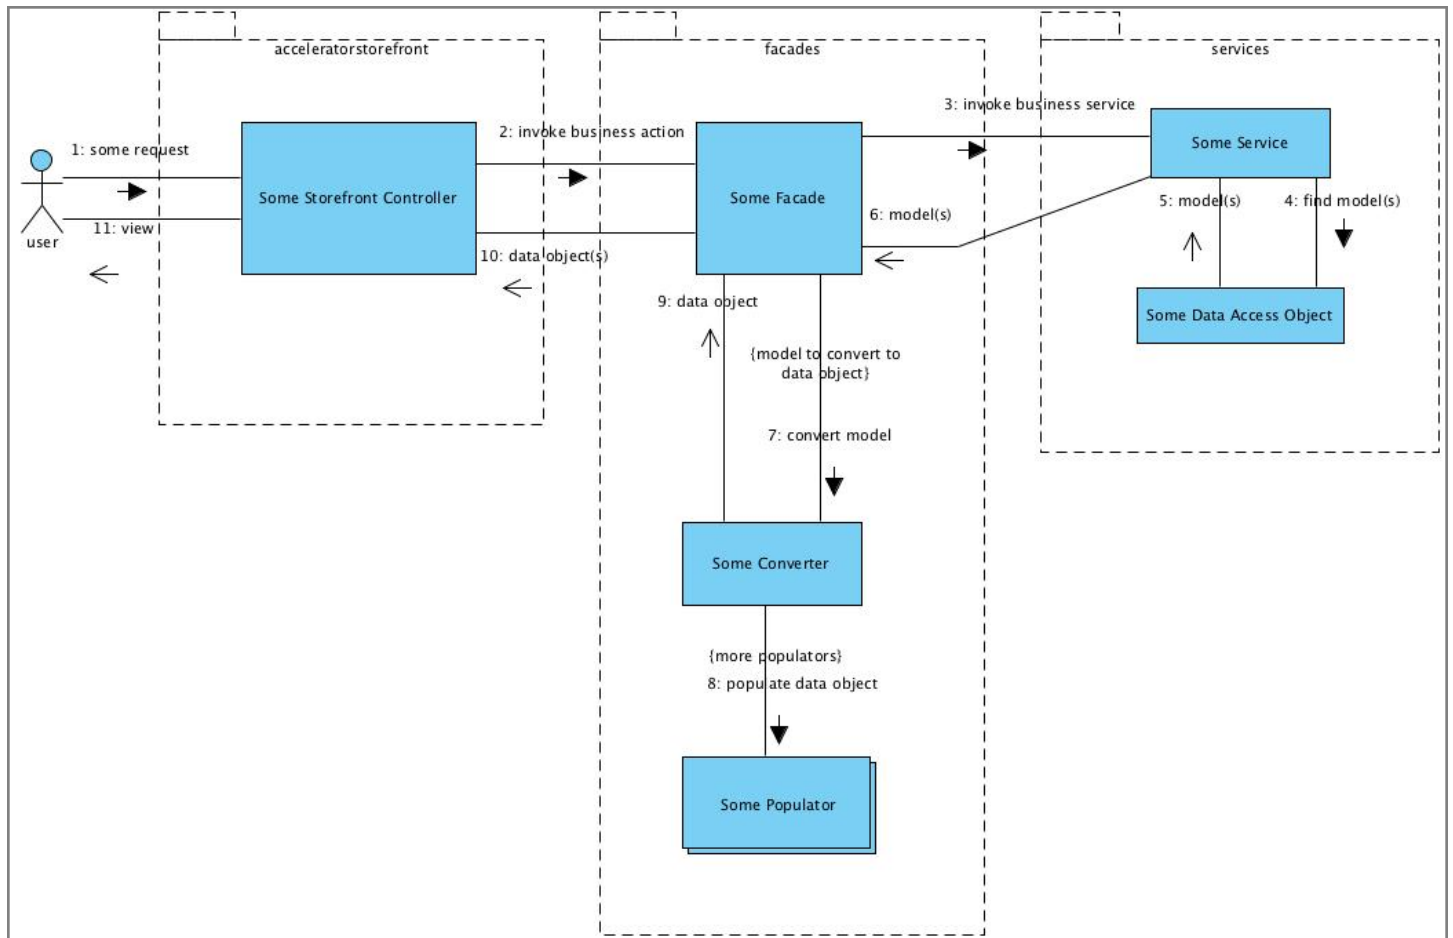 acceleratorstorefront
facades
services
3: invoke business service
2: invoke business action
1: some request
Some Service
Some Storefront Controller
Some Facade
5: model(s)
4: find model(s)
6: model(s)
11: view
user
10: data object(s)
9: data object
Some Data Access Object
{model to convert to
data object}
7: convert model
Some Converter
{more populators}
8: populate data object
Some Populator